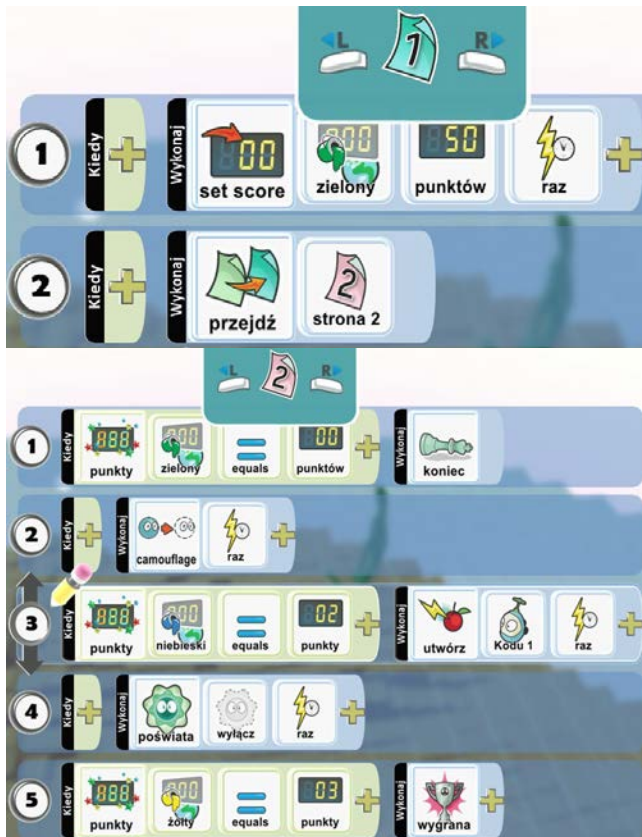 L 1 R
1 Kiedy + Wykonaj 00 50 +
set score zielony punktów raz
2 Kiedy + Wykonaj 2
przejdź strona 2
L 2 R
1 Kiedy 188 00 + Wykonaj
punkty zielony equals punktów koniec
2 Kiedy + Wykonaj +
camouflage raz
3 Kiedy 188 02 + Wykonaj +
punkty niebieski equals punkty utwórz Kodu 1 raz
4 Kiedy + Wykonaj +
poświata wyłącz raz
5 Kiedy 188 03 + Wykonaj +
punkty żółty equals punkty wygrana